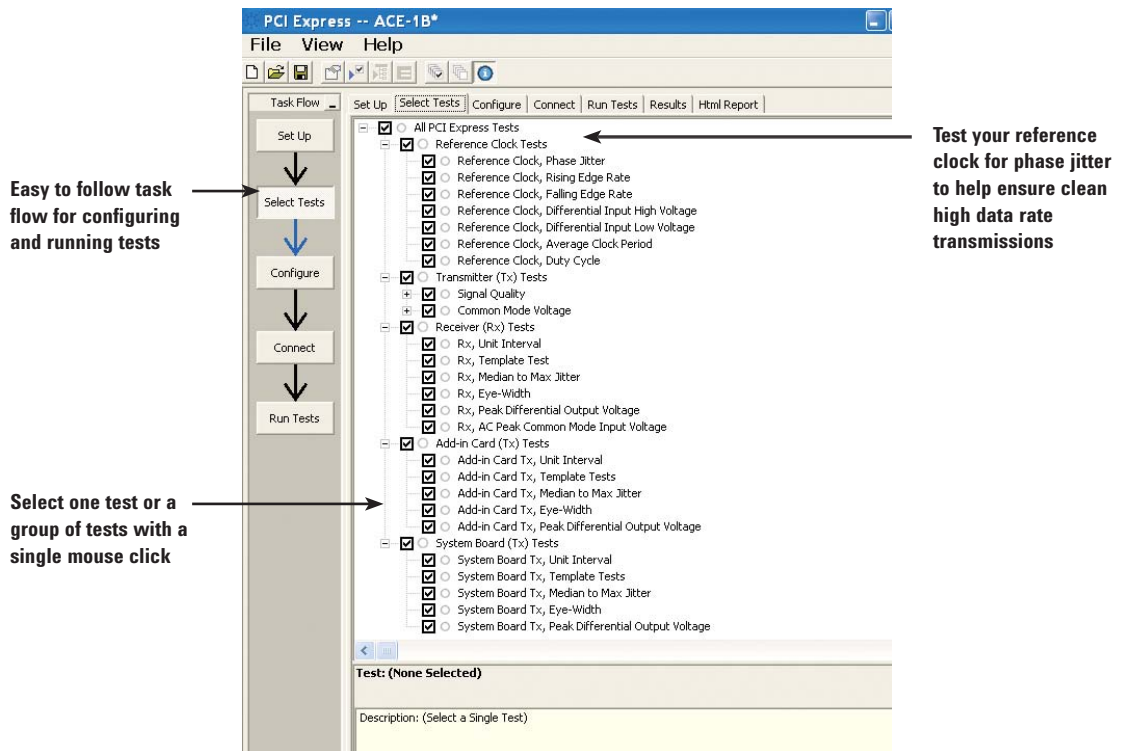 PCI Express -- ACE-1B*
File View Help
Task Flow
Set Up
Select Tests
Configure
Connect
Run Tests
Set Up Select Tests Configure Connect Run Tests Results Html Report
All PCI Express Tests
Reference Clock Tests
Reference Clock, Phase Jitter
Reference Clock, Rising Edge Rate
Reference Clock, Falling Edge Rate
Reference Clock, Differential Input High Voltage
Reference Clock, Differential Input Low Voltage
Reference Clock, Average Clock Period
Reference Clock, Duty Cycle
Transmitter (Tx) Tests
Signal Quality
Common Mode Voltage
Receiver (Rx) Tests
Rx, Unit Interval
Rx, Template Test
Rx, Median to Max Jitter
Rx, Eye-Width
Rx, Peak Differential Output Voltage
Rx, AC Peak Common Mode Input Voltage
Add-in Card (Tx) Tests
Add-in Card Tx, Unit Interval
Add-in Card Tx, Template Tests
Add-in Card Tx, Median to Max Jitter
Add-in Card Tx, Eye-Width
Add-in Card Tx, Peak Differential Output Voltage
System Board (Tx) Tests
System Board Tx, Unit Interval
System Board Tx, Template Tests
System Board Tx, Median to Max Jitter
System Board Tx, Eye-Width
System Board Tx, Peak Differential Output Voltage
Test: (None Selected)
Description: (Select a Single Test)
Easy to follow task
flow for configuring
and running tests
Select one test or a
group of tests with a
single mouse click
Test your reference
clock for phase jitter
to help ensure clean
high data rate
transmissions